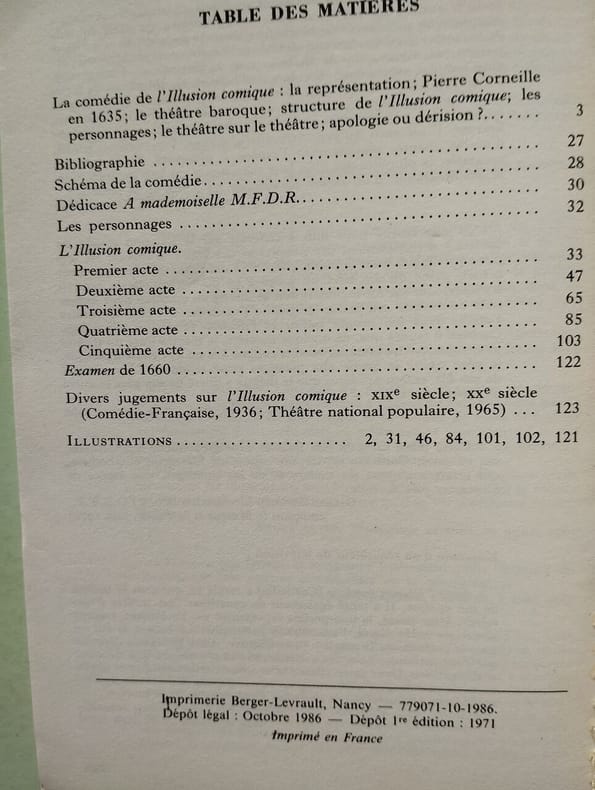 TABLE DES MATIÈRES
La comédie de l'Illusion comique : la représentation; Pierre Corneille
en 1635; le théâtre baroque; structure de l'Illusion comique; les
personnages; le théâtre sur le théâtre; apologie ou dérision ?....... 3
Bibliographie ........ 27
Schéma de la comédie........ 28
Dédicace A mademoiselle M.F.D.R........ 30
Les personnages ........ 32
L'Illusion comique.
Premier acte ........ 33
Deuxième acte ........ 47
Troisième acte ........ 65
Quatrième acte ........ 85
Cinquième acte ........ 103
Examen de 1660 ........ 122
Divers jugements sur l'Illusion comique : XIXe siècle; XXe siècle
(Comédie-Française, 1936; Théâtre national populaire, 1965) ... 123
ILLUSTRATIONS ........ 2, 31, 46, 84, 101, 102, 121
Imprimerie Berger-Levrault, Nancy — 779071-10-1986.
Dépôt légal : Octobre 1986 — Dépôt 1re édition : 1971
Imprimé en France